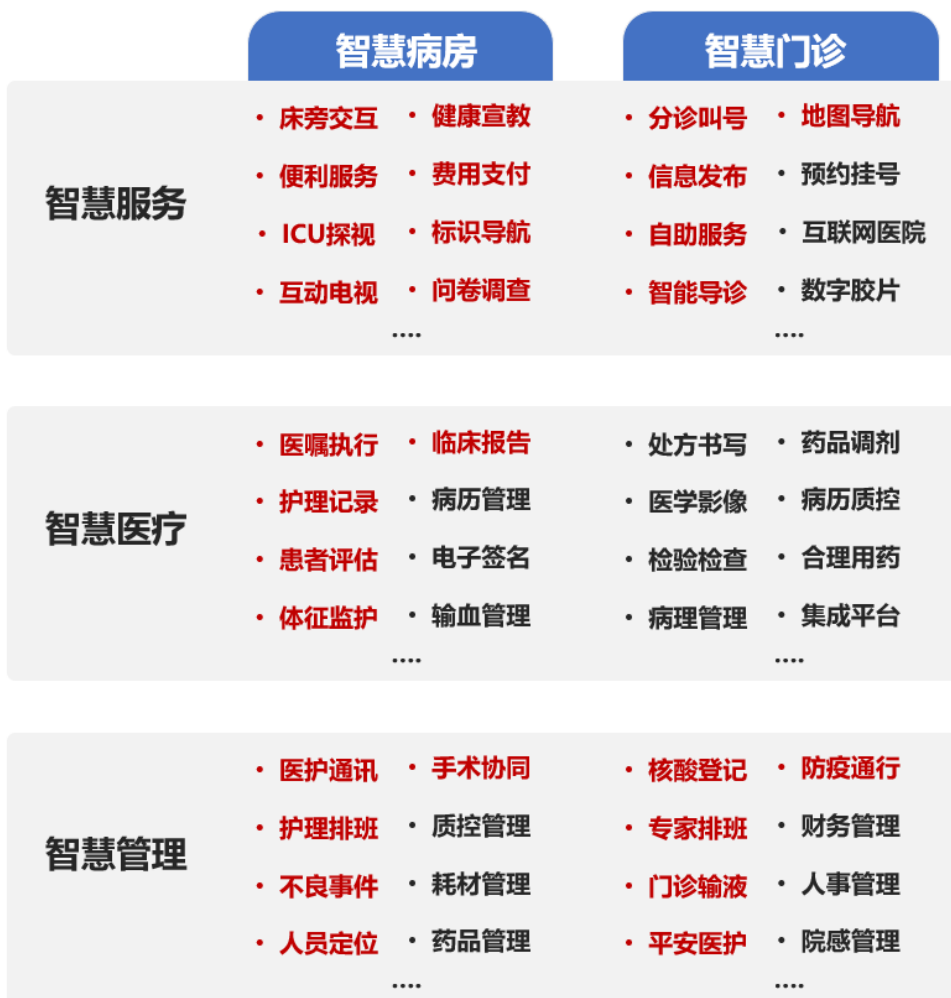 智慧病房 智慧门诊
智慧服务
• 床旁交互 • 健康宣教
• 便利服务 • 费用支付
• ICU探视 • 标识导航
• 互动电视 • 问卷调查
....
• 分诊叫号 • 地图导航
• 信息发布 • 预约挂号
• 自助服务 • 互联网医院
• 智能导诊 • 数字胶片
....
智慧医疗
• 医嘱执行 • 临床报告
• 护理记录 • 病历管理
• 患者评估 • 电子签名
• 体征监护 • 输血管理
....
• 处方书写 • 药品调剂
• 医学影像 • 病历质控
• 检验检查 • 合理用药
• 病理管理 • 集成平台
....
智慧管理
• 医护通讯 • 手术协同
• 护理排班 • 质控管理
• 不良事件 • 耗材管理
• 人员定位 • 药品管理
....
• 核酸登记 • 防疫通行
• 专家排班 • 财务管理
• 门诊输液 • 人事管理
• 平安医护 • 院感管理
....